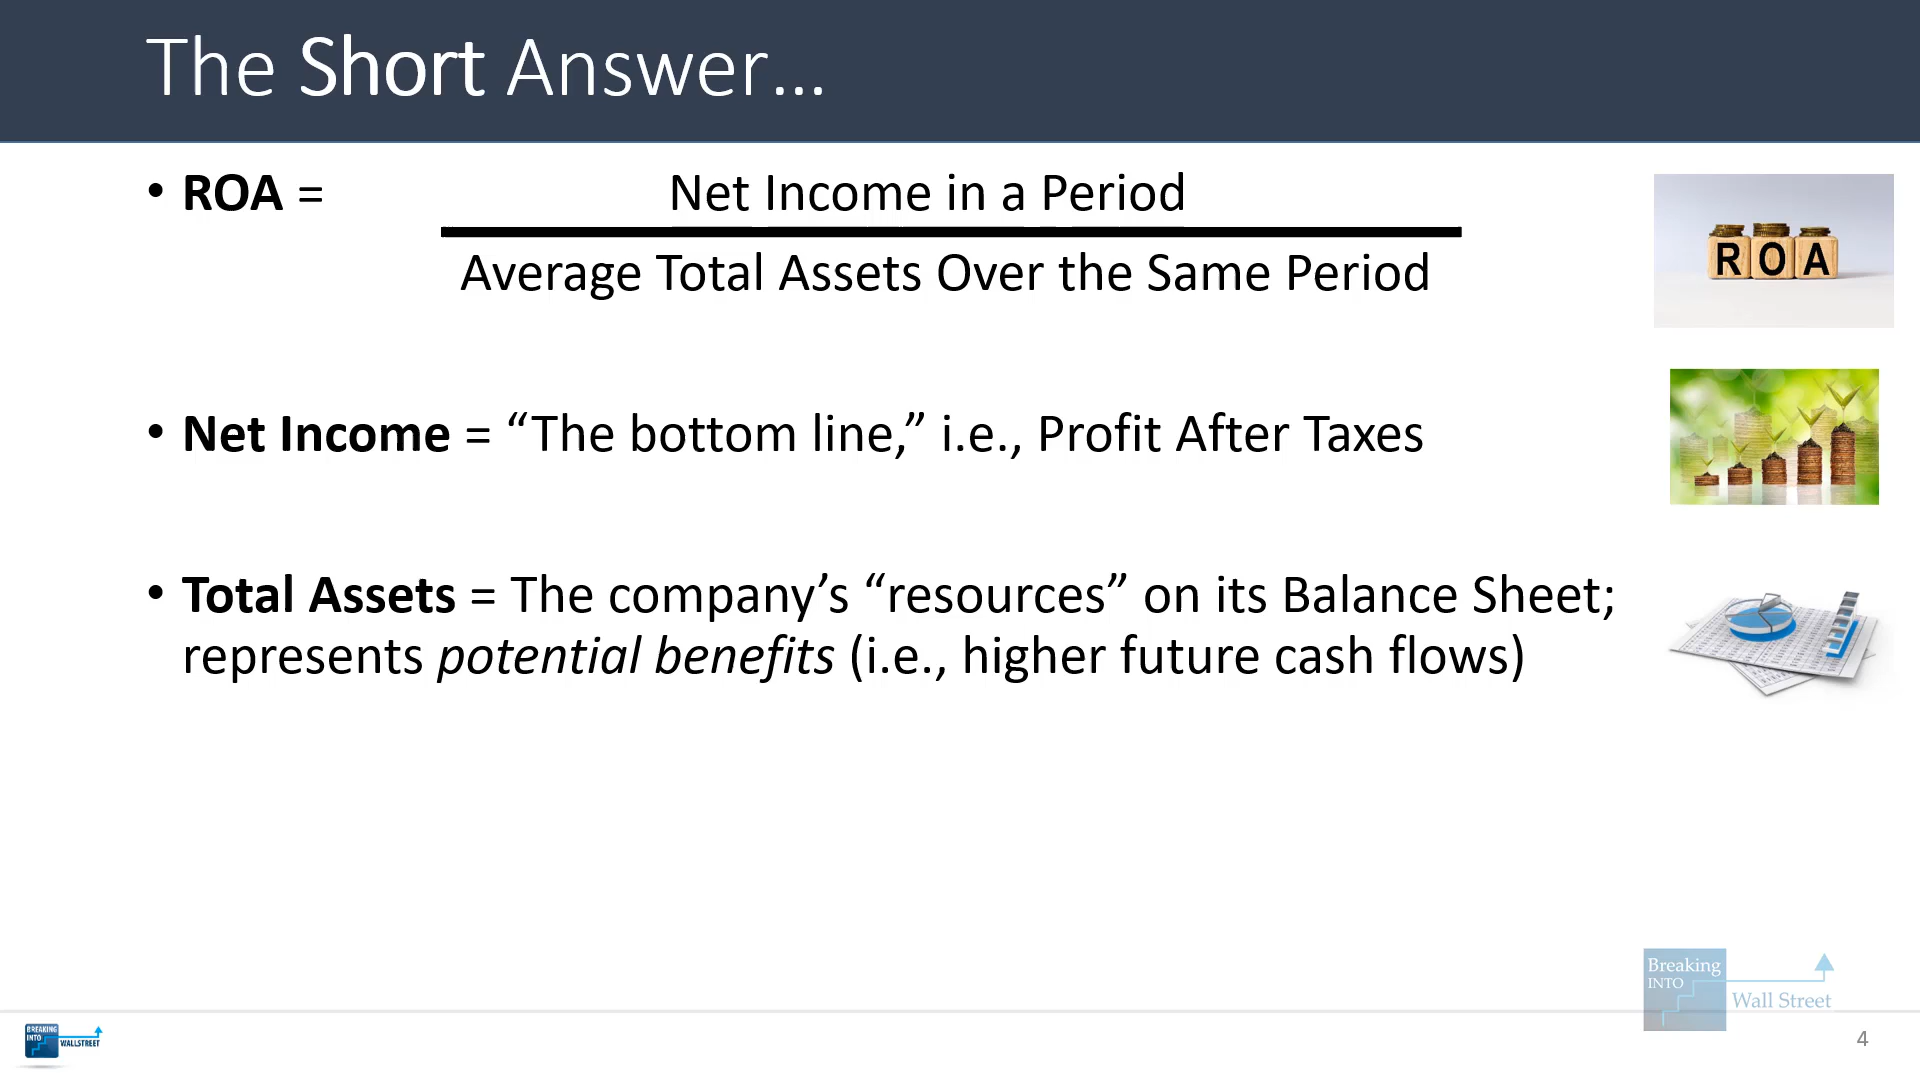 The Short Answer...
• ROA =
Net Income in a Period
Average Total Assets Over the Same Period
ROA
• Net Income = “The bottom line,” i.e., Profit After Taxes
• Total Assets = The company’s “resources” on its Balance Sheet;
represents potential benefits (i.e., higher future cash flows)
Breaking
INTO
Wall Street
BREAKING
INTO
WALLSTREET
4